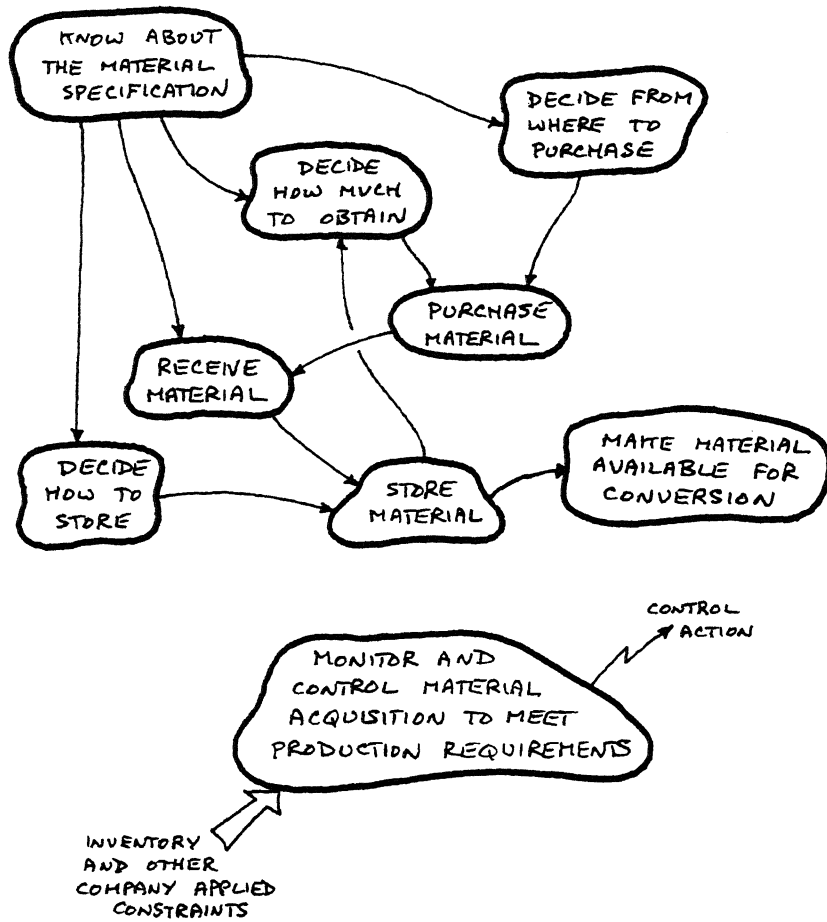 KNOW ABOUT
THE MATERIAL
SPECIFICATION
DECIDE FROM
WHERE TO
PURCHASE
DECIDE
HOW MUCH
TO OBTAIN
PURCHASE
MATERIAL
RECEIVE
MATERIAL
DECIDE
HOW TO
STORE
STORE
MATERIAL
MAKE MATERIAL
AVAILABLE FOR
CONVERSION
CONTROL
ACTION
MONITOR AND
CONTROL MATERIAL
ACQUISITION TO MEET
PRODUCTION REQUIREMENTS
INVENTORY
AND OTHER
COMPANY APPLIED
CONSTRAINTS